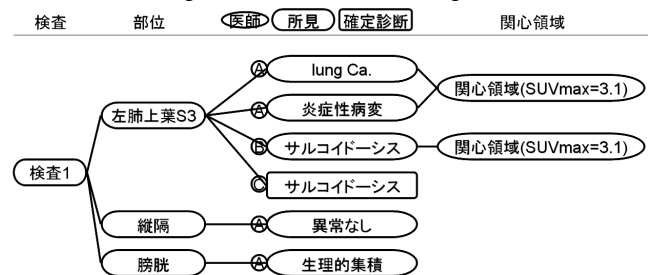 検査 部位 医師 所見 確定診断 関心領域
A lung Ca.
関心領域(SUVmax=3.1)
左肺上葉S3 A 炎症性病変
B サルコイドーシス 関心領域(SUVmax=3.1)
検査1
C サルコイドーシス
縦隔 A 異常なし
膀胱 A 生理的集積